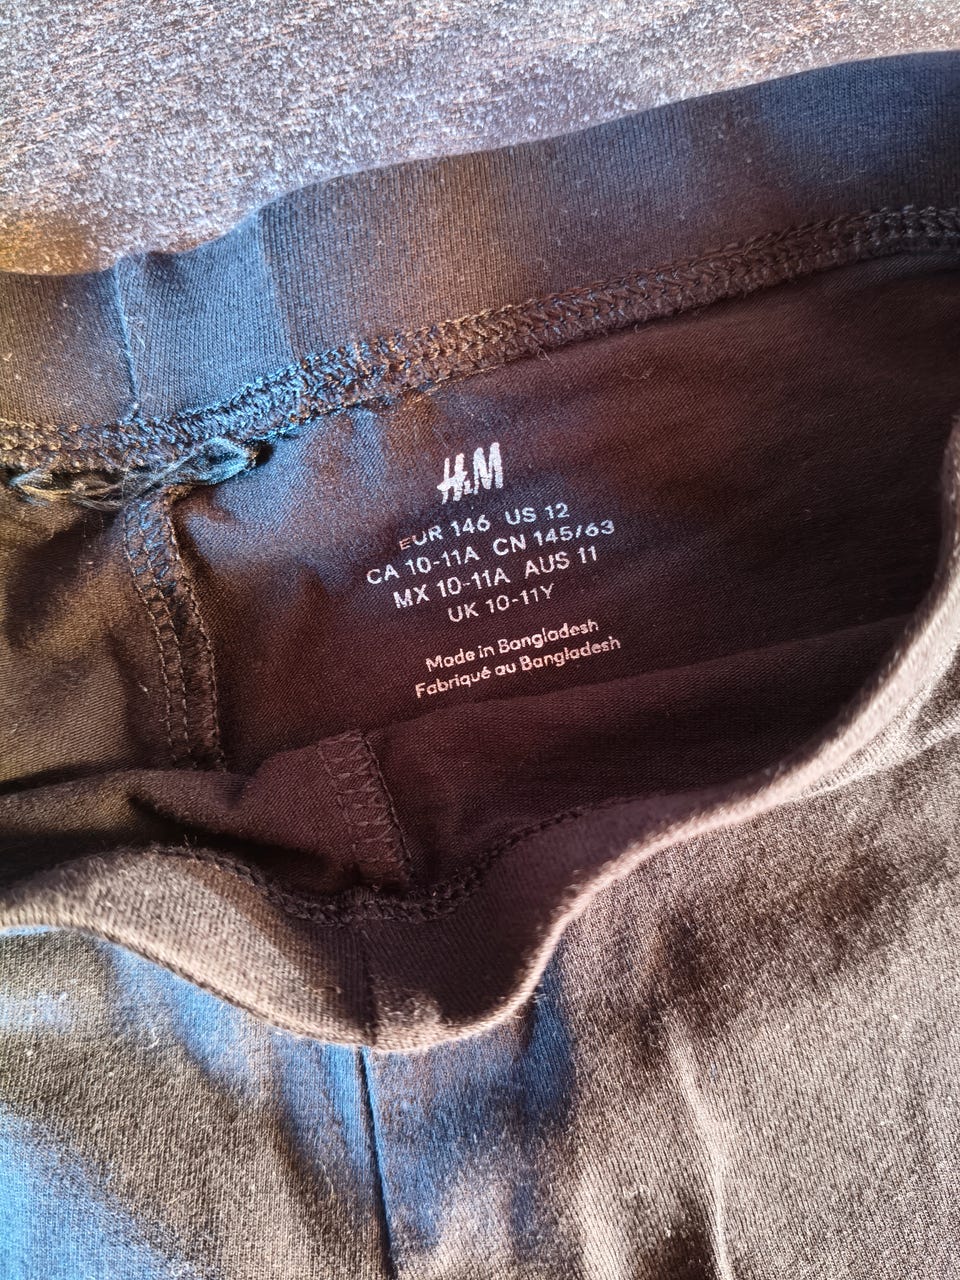 H&M
EUR 146 US 12
CA 10-11A CN 145/63
MX 10-11A AUS 11
UK 10-11Y
Made in Bangladesh
Fabriqué au Bangladesh